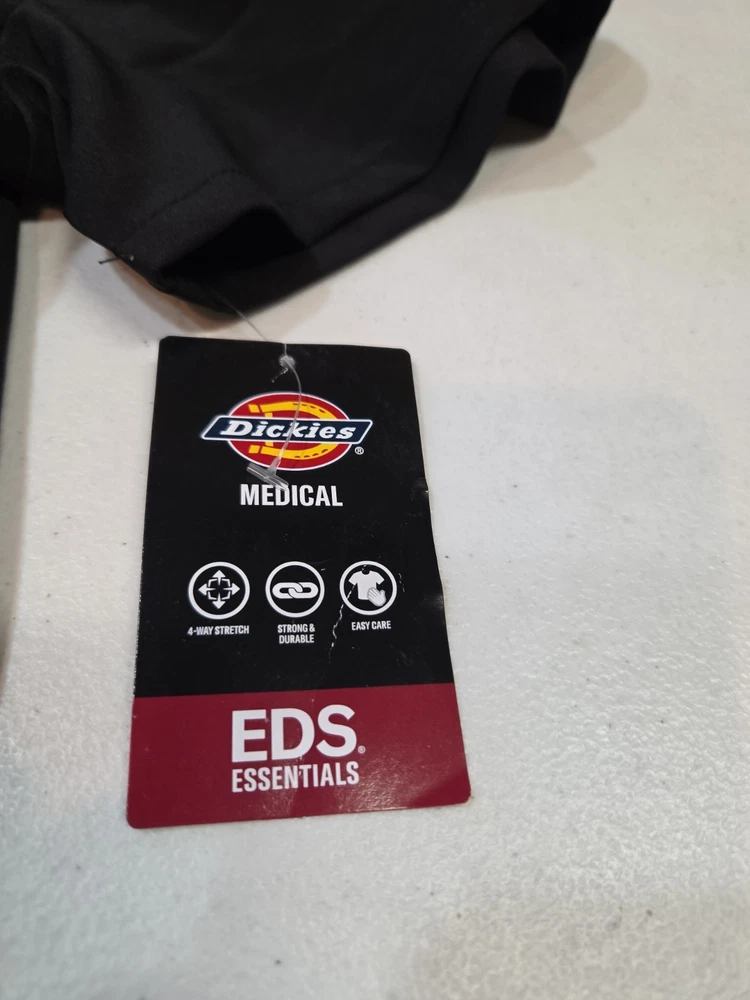 Dickies®
MEDICAL
4-WAY STRETCH
STRONG &
DURABLE
EASY CARE
EDS®
ESSENTIALS